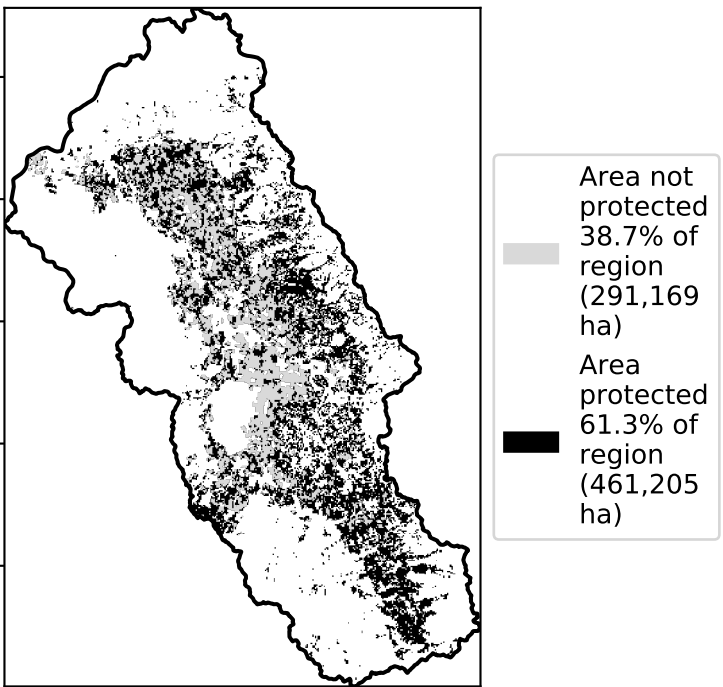 Area not
protected
38.7% of
region
(291,169
ha)
Area
protected
61.3% of
region
(461,205
ha)